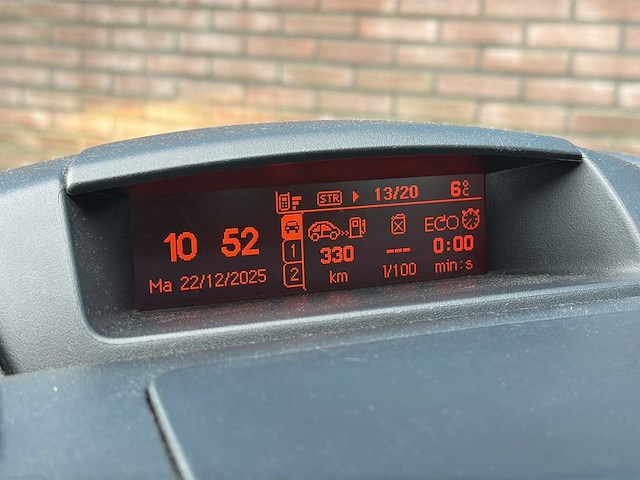 STR 13/20 6°C
10 52
Ma 22/12/2025
1
2
330
km
---
l/100
ECO
0:00
min:s